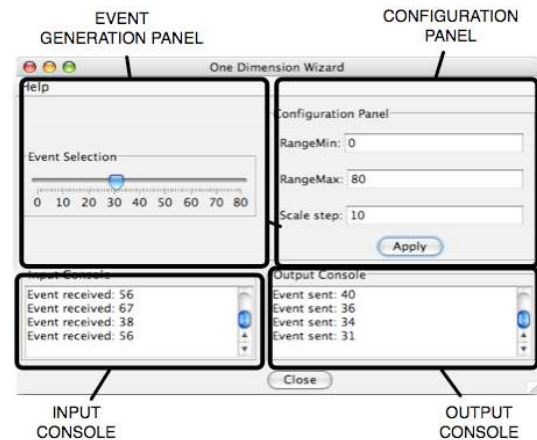 EVENT
GENERATION PANEL
CONFIGURATION
PANEL
One Dimension Wizard
Help
Event Selection
0 10 20 30 40 50 60 70 80
Configuration Panel
RangeMin: 0
RangeMax: 80
Scale step: 10
Apply
Input Console
Event received: 56
Event received: 67
Event received: 38
Event received: 56
Output Console
Event sent: 40
Event sent: 36
Event sent: 34
Event sent: 31
Close
INPUT
CONSOLE
OUTPUT
CONSOLE